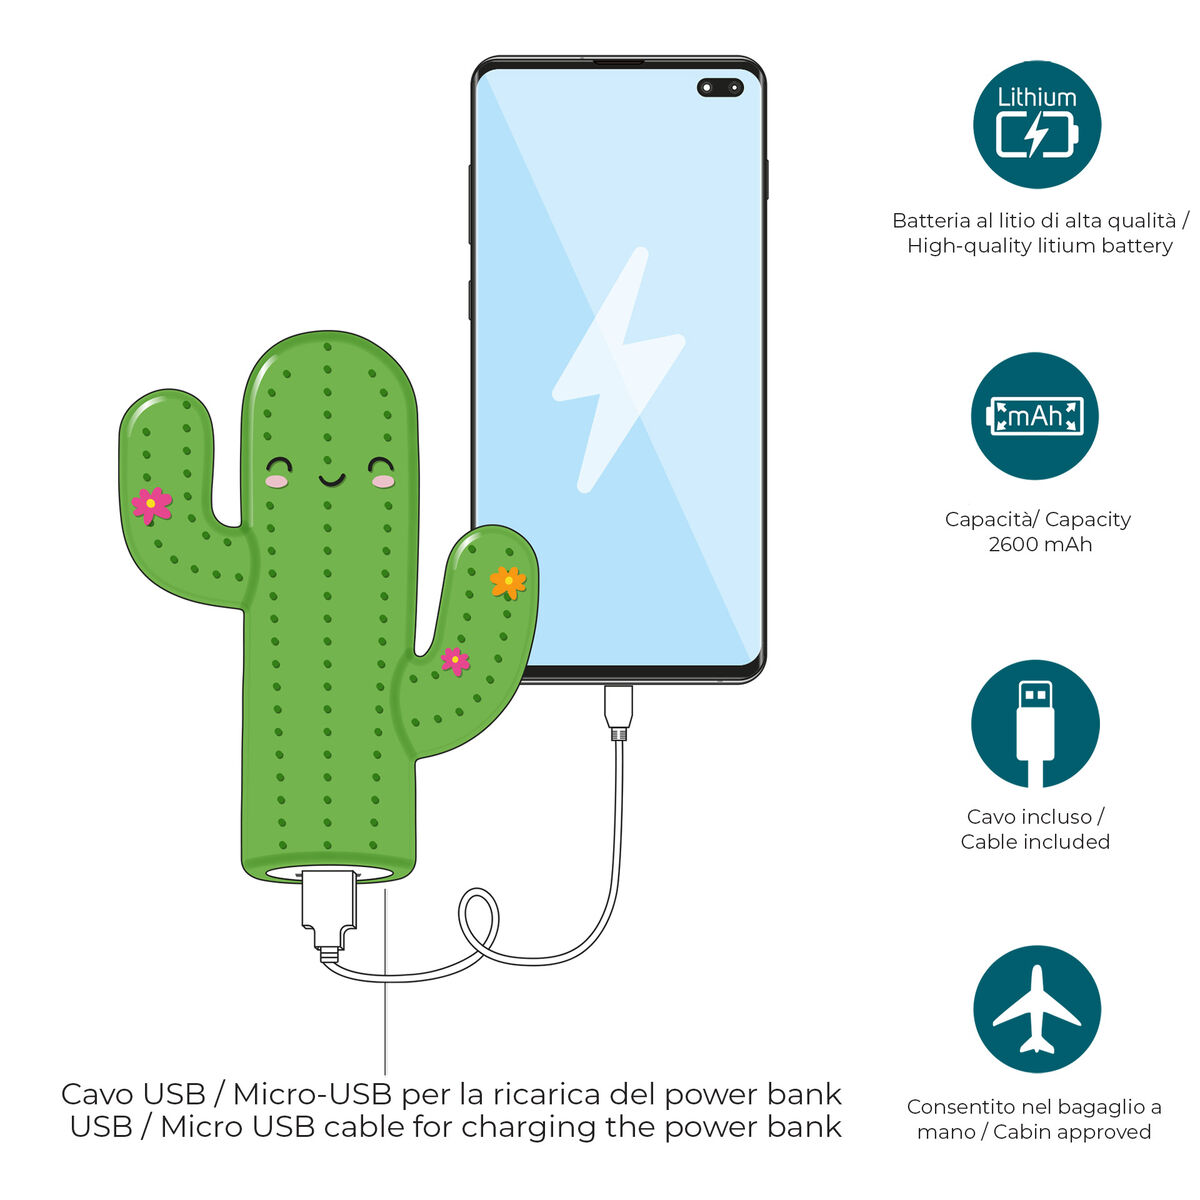 Lithium
Batteria al litio di alta qualità /
High-quality litium battery
mAh
Capacità/ Capacity
2600 mAh
Cavo incluso /
Cable included
Consentito nel bagaglio a
mano / Cabin approved
Cavo USB / Micro-USB per la ricarica del power bank
USB / Micro USB cable for charging the power bank